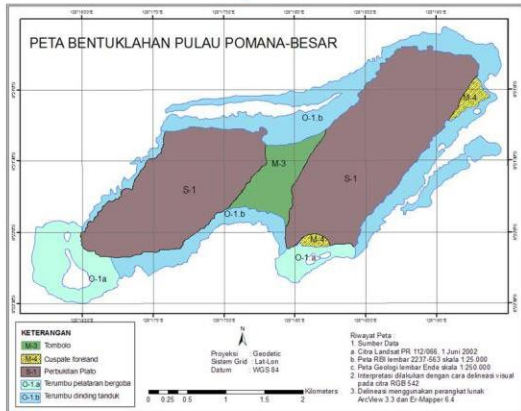 PETA BENTUKLAHAN PULAU POMANA-BESAR
M-4
O-1.b
M-3
S-1
S-1
O-1.b
M-4
O-1.a
O-1a
KETERANGAN
M-3 Tombolo
M-4 Cuspate foreland
S-1 Perbukitan Plato
O-1.a Terumbu pelataran bergoba
O-1.b Terumbu dinding tanduk
N
Proyeksi : Geodetic
Sistem Grid : Lat-Lon
Datum : WGS 84
0 0.25 0.5 1 1.5 2
Kilometers
Riwayat Peta :
1. Sumber Data
a. Citra Landsat PR 112/066, 1 Juni 2002
b. Peta RBI lembar 2237-563 skala 1:25.000
c. Peta Geologi lembar Ende skala 1:250.000
2. Interpretasi dilakukan dengan cara delineasi visual
pada citra RGB 542
3. Delineasi menggunakan perangkat lunak
ArcView 3.3 dan Er-Mapper 6.4